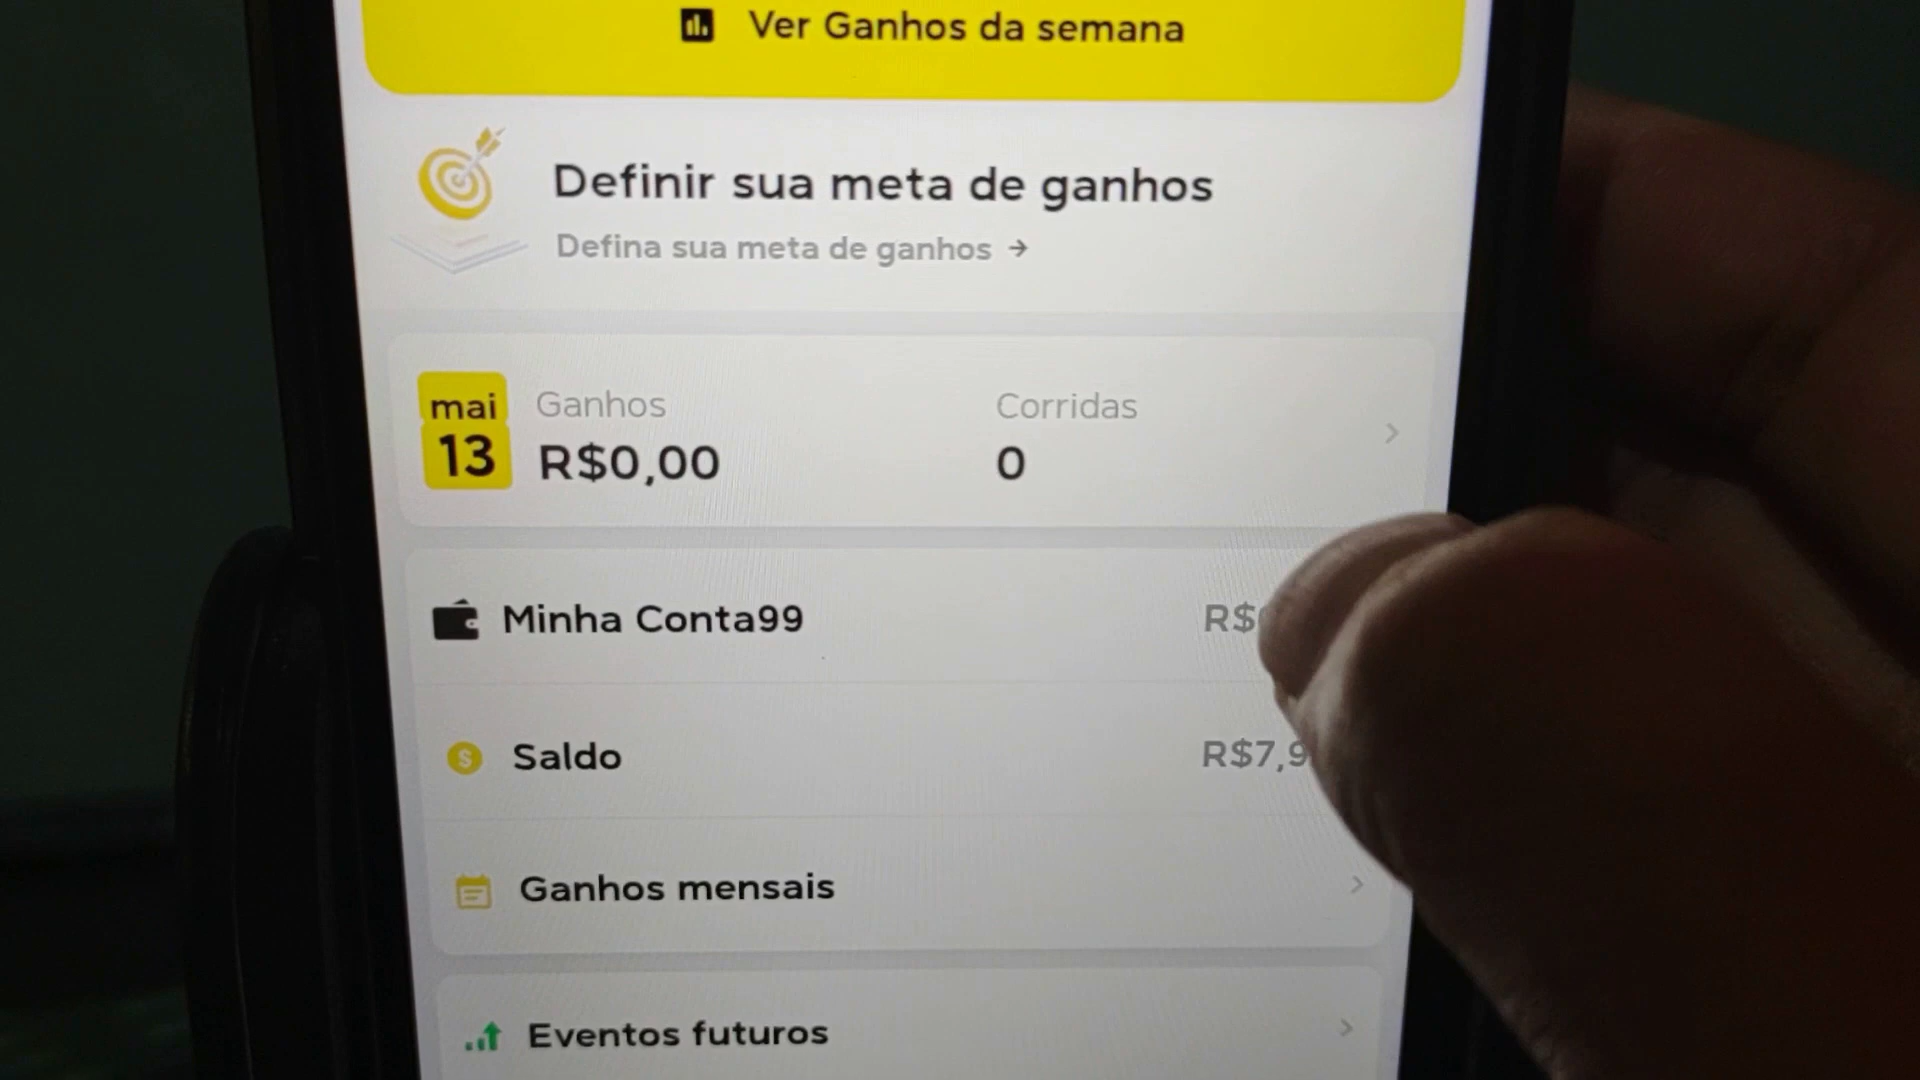 Ver Ganhos da semana
Definir sua meta de ganhos
Defina sua meta de ganhos →
mai
13
Ganhos
R$0,00
Corridas
0
Minha Conta99
R$
Saldo
R$7,9
Ganhos mensais
Eventos futuros